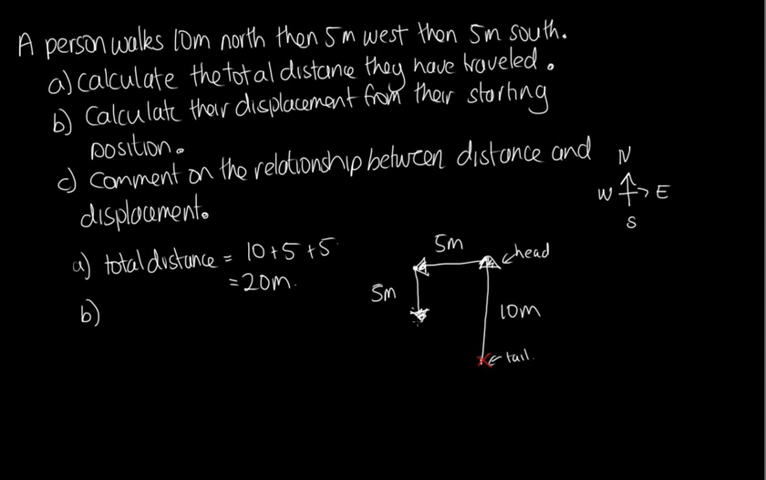 A person walks 10m north then 5m west then 5m south.
a) Calculate the total distance they have traveled.
b) Calculate their displacement from their starting
position.
c) Comment on the relationship between distance and
displacement.
N
W E
S
a) total distance = 10+5+5
= 20m.
b)
5m
head
5m
10m
tail.